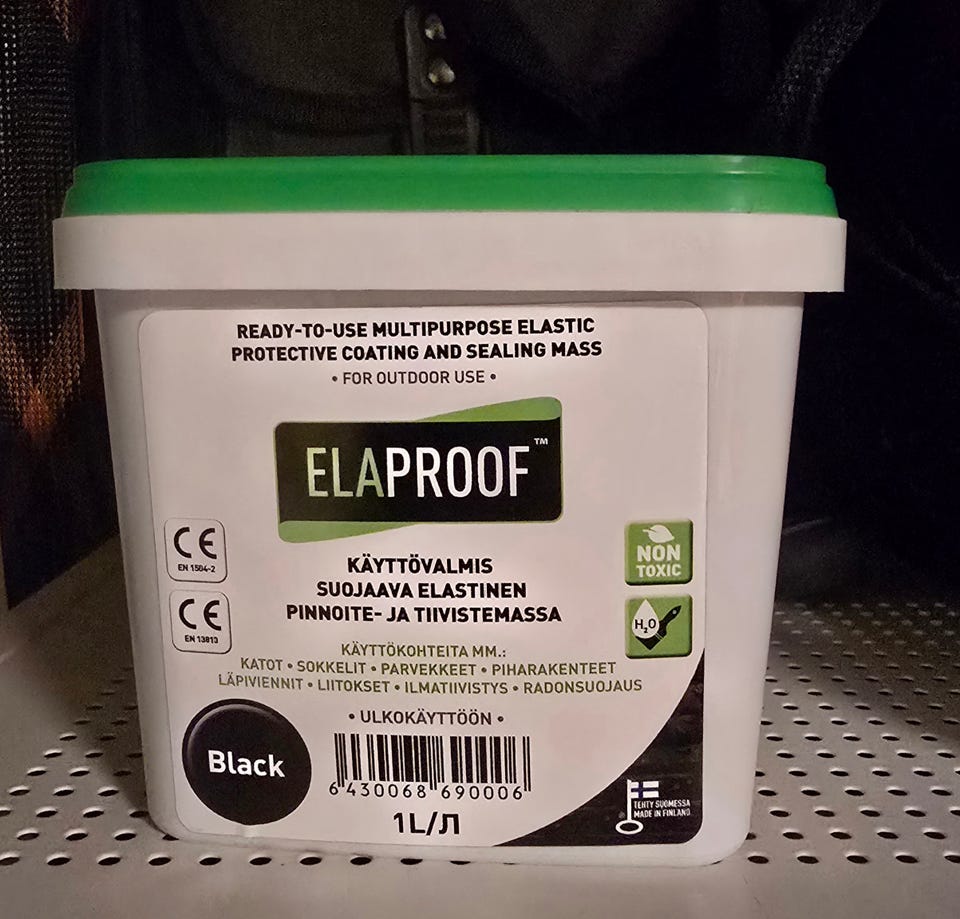 READY-TO-USE MULTIPURPOSE ELASTIC
PROTECTIVE COATING AND SEALING MASS
• FOR OUTDOOR USE •
ELAPROOF™
CE
EN 1504-2
CE
EN 13813
NON
TOXIC
H₂O
KÄYTTÖVALMIS
SUOJAAVA ELASTINEN
PINNOITE- JA TIIVISTEMASSA
KÄYTTÖKOHTEITA MM.:
KATOT • SOKKELIT • PARVEKKEET • PIHARAKENTEET
LÄPIVIENNIT • LIITOKSET • ILMATIIVISTYS • RADONSUOJAUS
• ULKOKÄYTTÖÖN •
Black
6 430068 690006
1L/Л
TEHTY SUOMESSA
MADE IN FINLAND